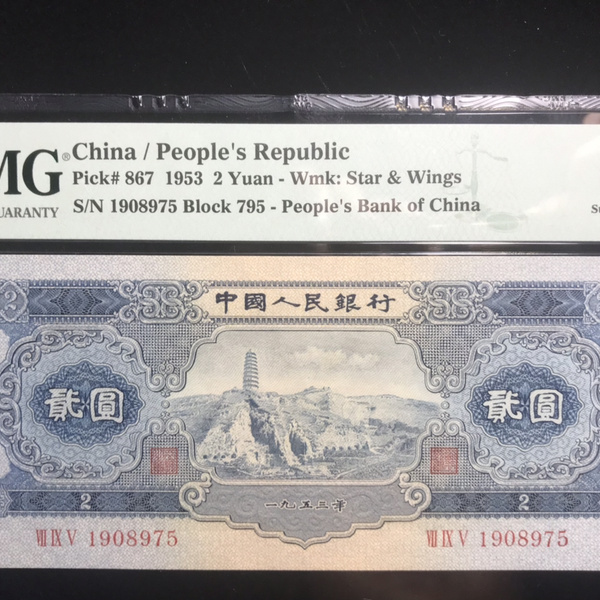 MG® China / People's Republic
Pick# 867 1953 2 Yuan - Wmk: Star & Wings
UARANTY S/N 1908975 Block 795 - People's Bank of China
中國人民銀行
2
貳圓 貳圓
2 2
一九五三年
VII IX V 1908975 VII IX V 1908975